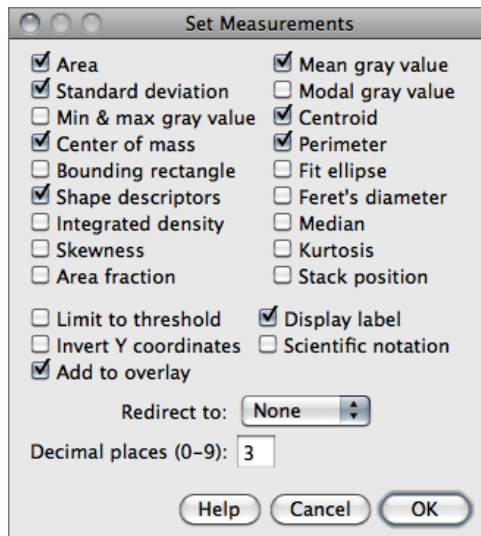 Set Measurements
Area Mean gray value
Standard deviation Modal gray value
Min & max gray value Centroid
Center of mass Perimeter
Bounding rectangle Fit ellipse
Shape descriptors Feret's diameter
Integrated density Median
Skewness Kurtosis
Area fraction Stack position
Limit to threshold Display label
Invert Y coordinates Scientific notation
Add to overlay
Redirect to: None
Decimal places (0–9): 3
Help Cancel OK